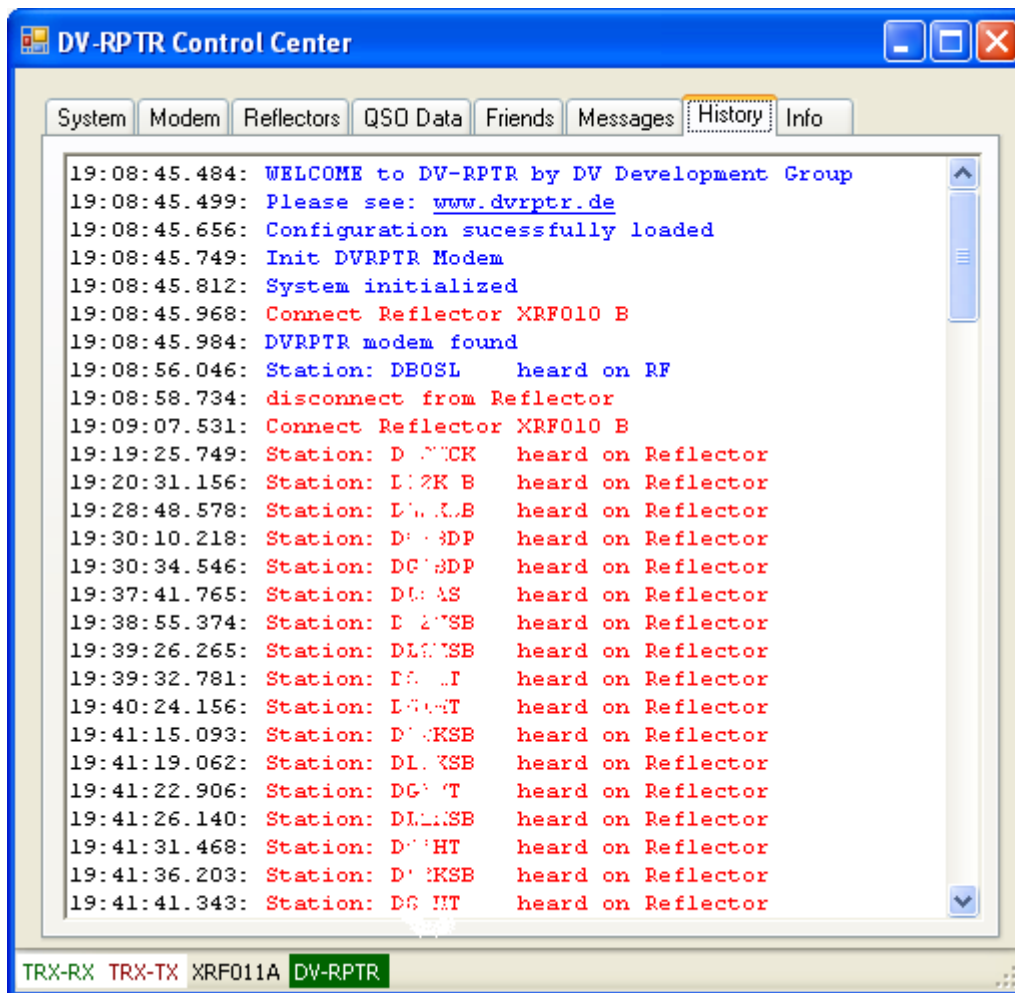 DV-RPTR Control Center
System Modem Reflectors QSO Data Friends Messages History Info
19:08:45.484: WELCOME to DV-RPTR by DV Development Group
19:08:45.499: Please see: www.dvrptr.de
19:08:45.656: Configuration sucessfully loaded
19:08:45.749: Init DVRPTR Modem
19:08:45.812: System initialized
19:08:45.968: Connect Reflector XRF010 B
19:08:45.984: DVRPTR modem found
19:08:56.046: Station: DB0SL heard on RF
19:08:58.734: disconnect from Reflector
19:09:07.531: Connect Reflector XRF010 B
19:19:25.749: Station: heard on Reflector
19:20:31.156: Station: heard on Reflector
19:28:48.578: Station: heard on Reflector
19:30:10.218: Station: heard on Reflector
19:30:34.546: Station: heard on Reflector
19:37:41.765: Station: heard on Reflector
19:38:55.374: Station: heard on Reflector
19:39:26.265: Station: heard on Reflector
19:39:32.781: Station: heard on Reflector
19:40:24.156: Station: heard on Reflector
19:41:15.093: Station: heard on Reflector
19:41:19.062: Station: heard on Reflector
19:41:22.906: Station: heard on Reflector
19:41:26.140: Station: heard on Reflector
19:41:31.468: Station: heard on Reflector
19:41:36.203: Station: heard on Reflector
19:41:41.343: Station: heard on Reflector
TRX-RX TRX-TX XRF011A DV-RPTR